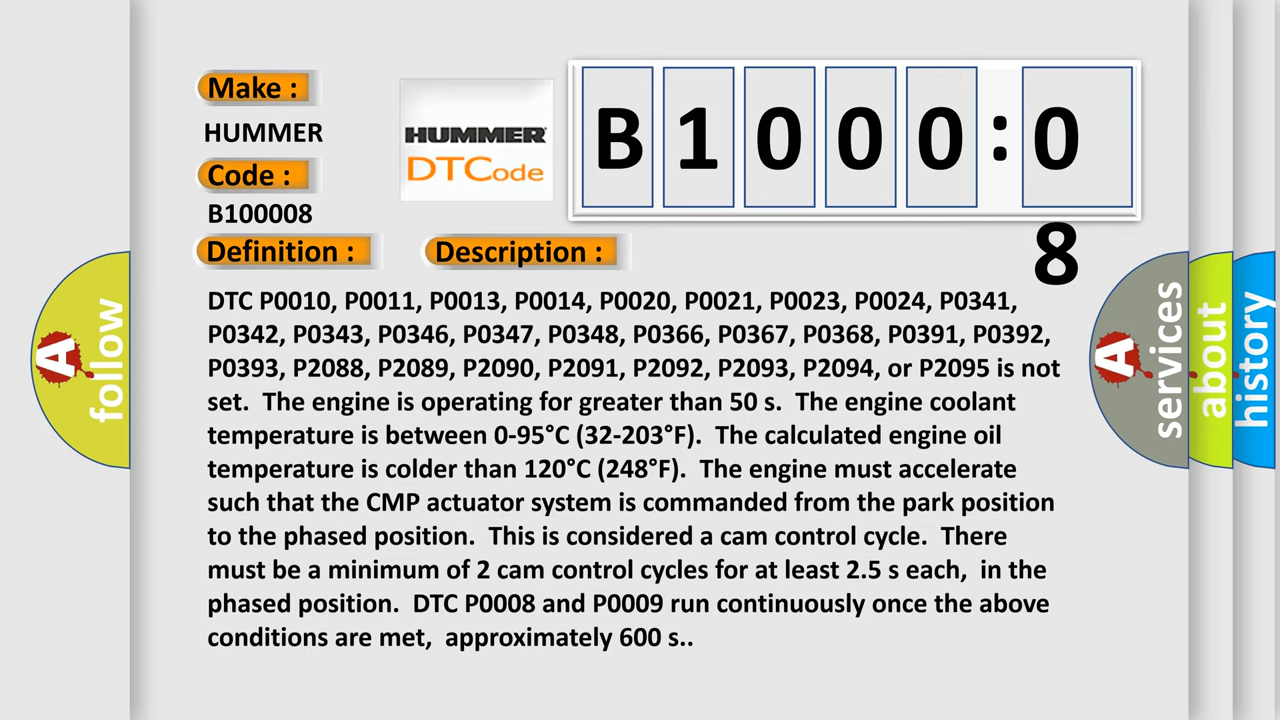 Make :
HUMMER
Code :
B100008
HUMMER
DTCode
B1000:0
8
Definition :
Description :
DTC P0010, P0011, P0013, P0014, P0020, P0021, P0023, P0024, P0341,
P0342, P0343, P0346, P0347, P0348, P0366, P0367, P0368, P0391, P0392,
P0393, P2088, P2089, P2090, P2091, P2092, P2093, P2094, or P2095 is not
set.  The engine is operating for greater than 50 s.  The engine coolant
temperature is between 0-95°C (32-203°F).  The calculated engine oil
temperature is colder than 120°C (248°F).  The engine must accelerate
such that the CMP actuator system is commanded from the park position
to the phased position.  This is considered a cam control cycle.  There
must be a minimum of 2 cam control cycles for at least 2.5 s each,  in the
phased position.  DTC P0008 and P0009 run continuously once the above
conditions are met,  approximately 600 s..
A
follow
A
services
about
history